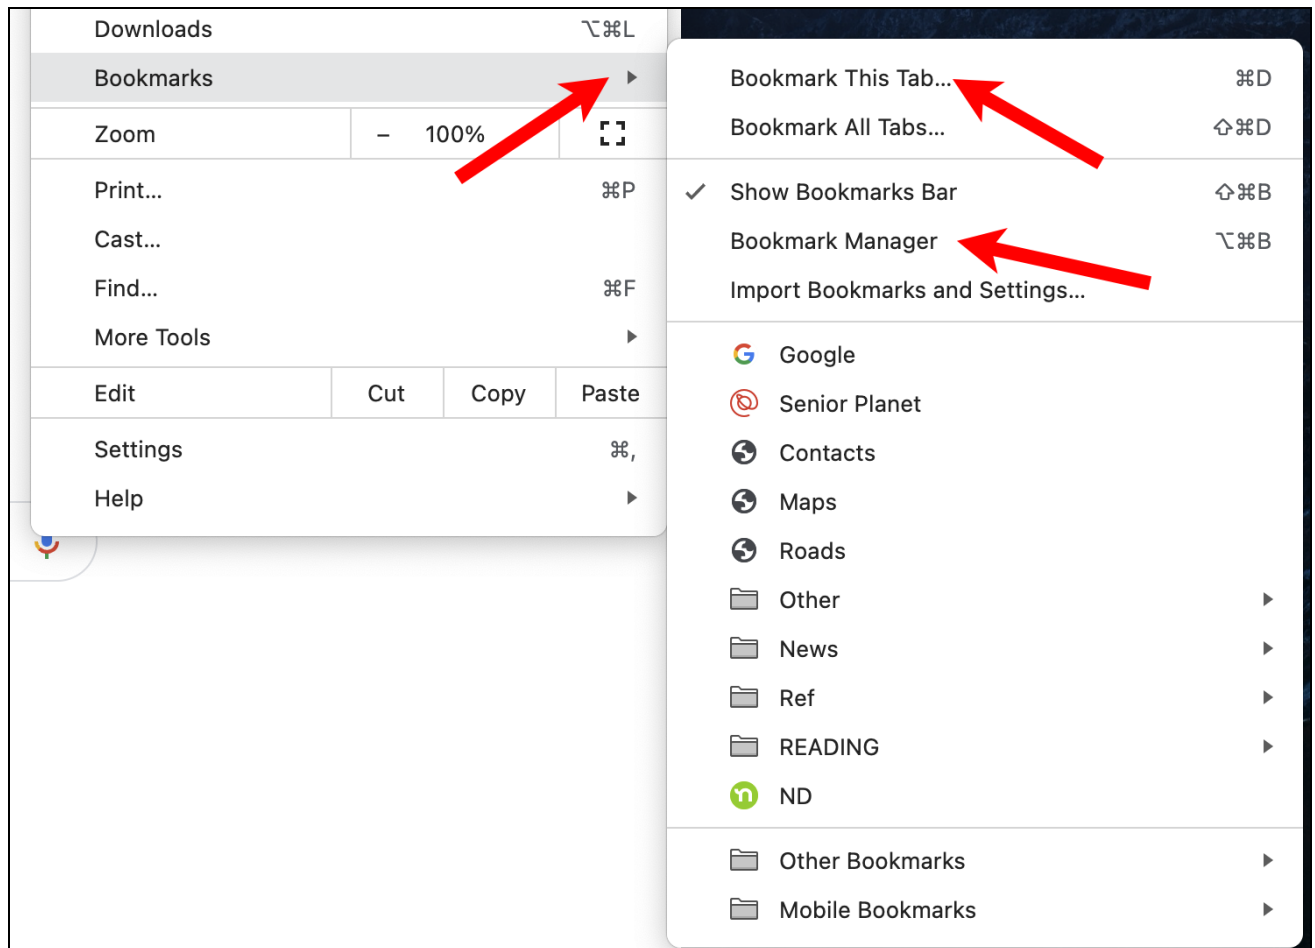 Downloads ⌥⌘L
Bookmarks
Zoom − 100%
Print... ⌘P
Cast...
Find... ⌘F
More Tools
Edit Cut Copy Paste
Settings ⌘,
Help
Bookmark This Tab... ⌘D
Bookmark All Tabs... ⇧⌘D
✓ Show Bookmarks Bar ⇧⌘B
Bookmark Manager ⌥⌘B
Import Bookmarks and Settings...
Google
Senior Planet
Contacts
Maps
Roads
Other
News
Ref
READING
ND
Other Bookmarks
Mobile Bookmarks